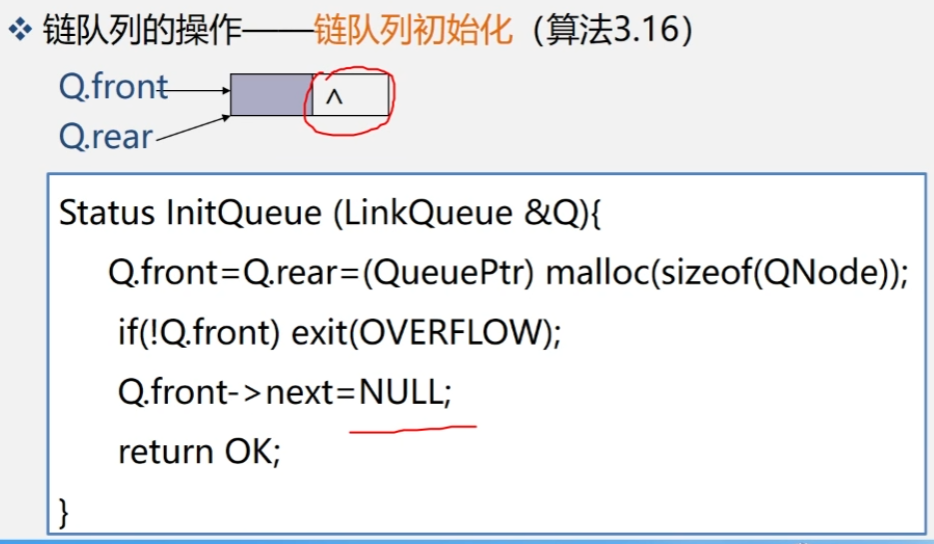 ❖ 链队列的操作——链队列初始化（算法3.16）
Q.front
∧
Q.rear
Status InitQueue (LinkQueue &Q){
Q.front=Q.rear=(QueuePtr) malloc(sizeof(QNode));
if(!Q.front) exit(OVERFLOW);
Q.front->next=NULL;
return OK;
}